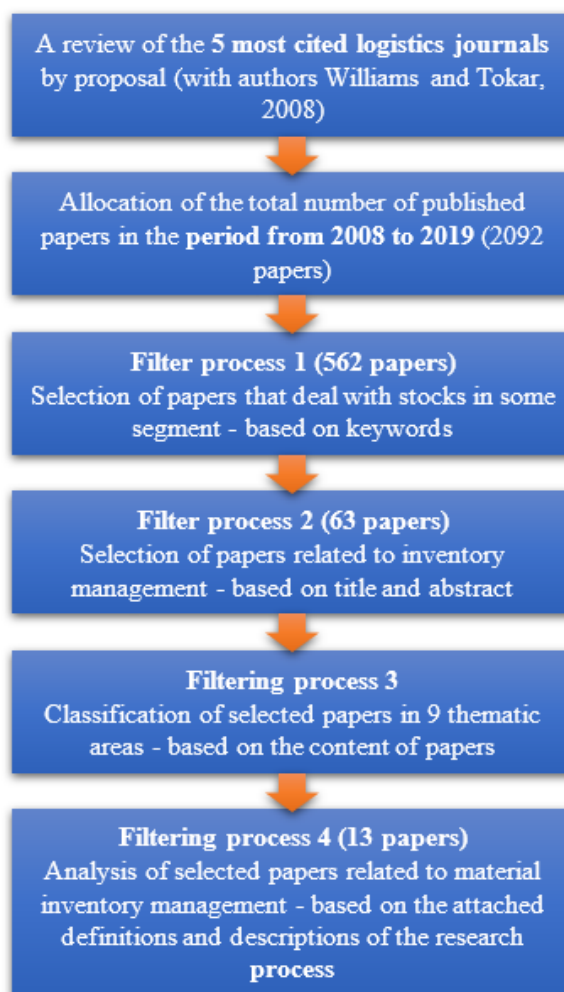 A review of the 5 most cited logistics journals
by proposal (with authors Williams and Tokar,
2008)
Allocation of the total number of published
papers in the period from 2008 to 2019 (2092
papers)
Filter process 1 (562 papers)
Selection of papers that deal with stocks in some
segment - based on keywords
Filter process 2 (63 papers)
Selection of papers related to inventory
management - based on title and abstract
Filtering process 3
Classification of selected papers in 9 thematic
areas - based on the content of papers
Filtering process 4 (13 papers)
Analysis of selected papers related to material
inventory management - based on the attached
definitions and descriptions of the research
process